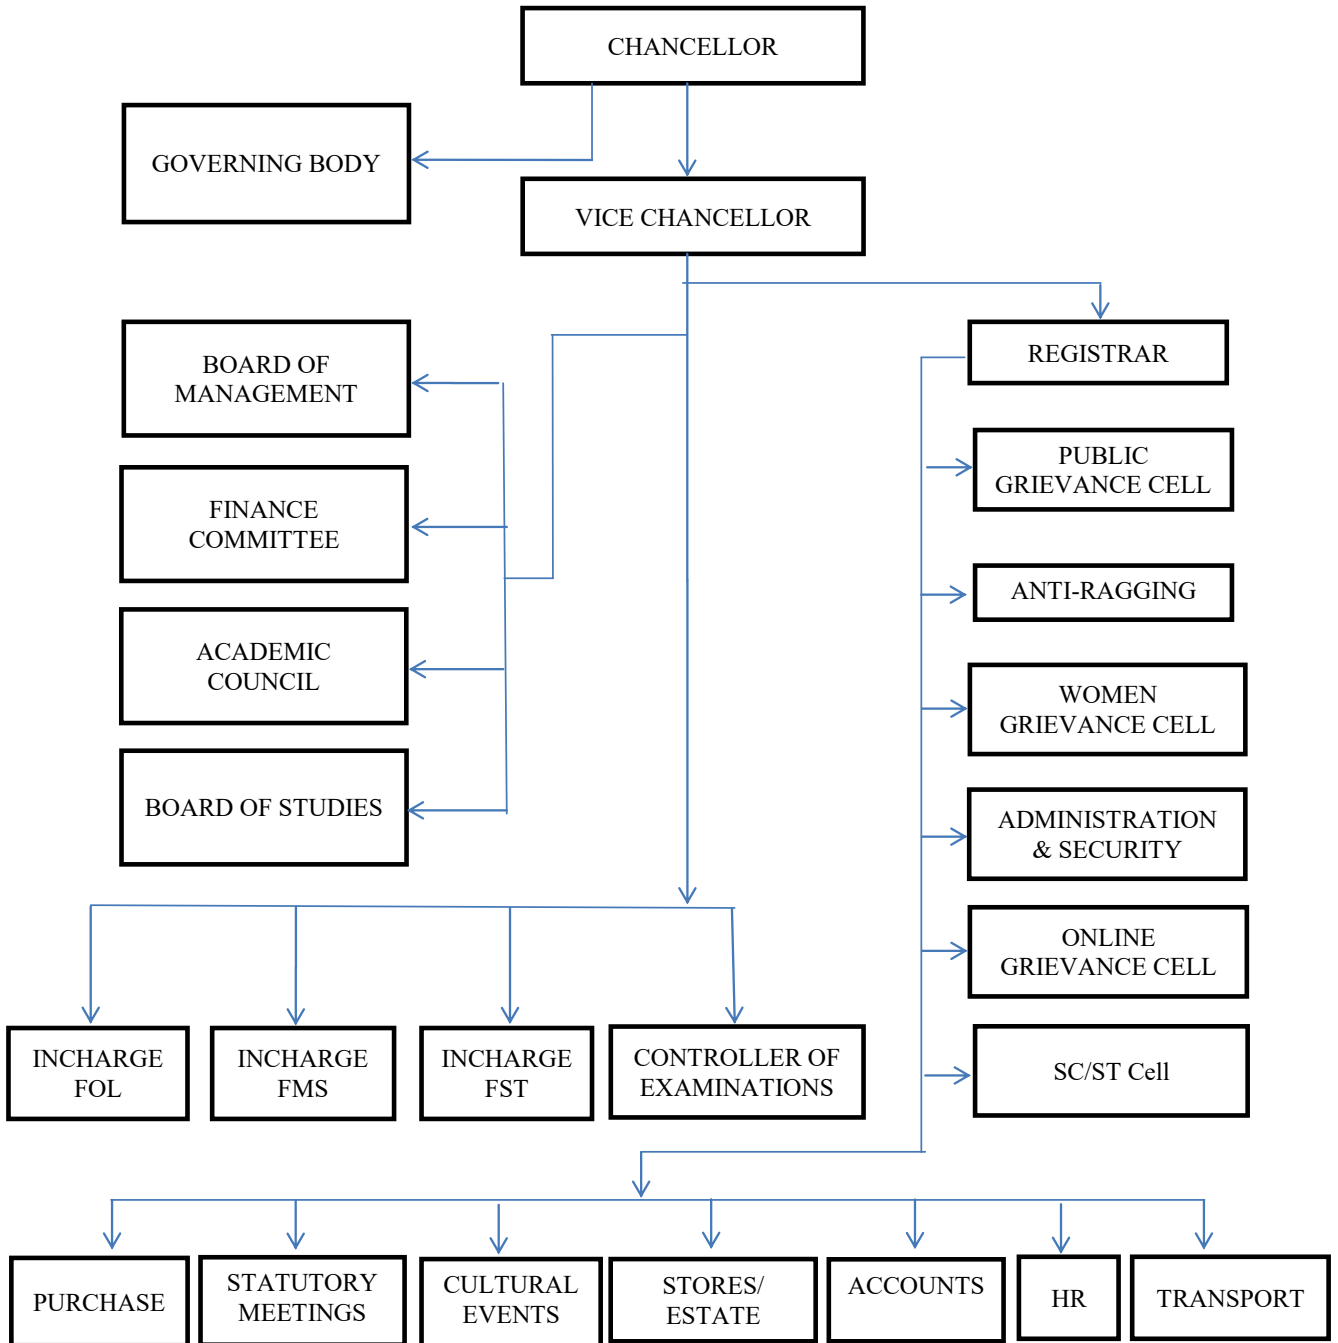 CHANCELLOR
GOVERNING BODY
VICE CHANCELLOR
BOARD OF
MANAGEMENT
REGISTRAR
FINANCE
COMMITTEE
PUBLIC
GRIEVANCE CELL
ANTI-RAGGING
ACADEMIC
COUNCIL
WOMEN
GRIEVANCE CELL
BOARD OF STUDIES
ADMINISTRATION
& SECURITY
ONLINE
GRIEVANCE CELL
INCHARGE
FOL
INCHARGE
FMS
INCHARGE
FST
CONTROLLER OF
EXAMINATIONS
SC/ST Cell
PURCHASE
STATUTORY
MEETINGS
CULTURAL
EVENTS
STORES/
ESTATE
ACCOUNTS
HR
TRANSPORT